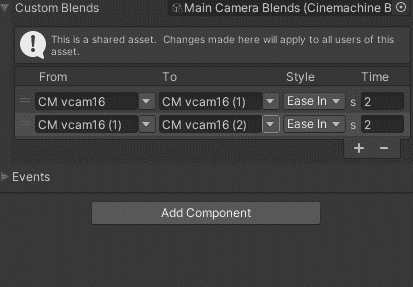 Custom Blends Main Camera Blends (Cinemachine B
This is a shared asset. Changes made here will apply to all users of this
asset.
From To Style Time
CM vcam16 CM vcam16 (1) Ease In s 2
CM vcam16 (1) CM vcam16 (2) Ease In s 2
+ −
Events
Add Component